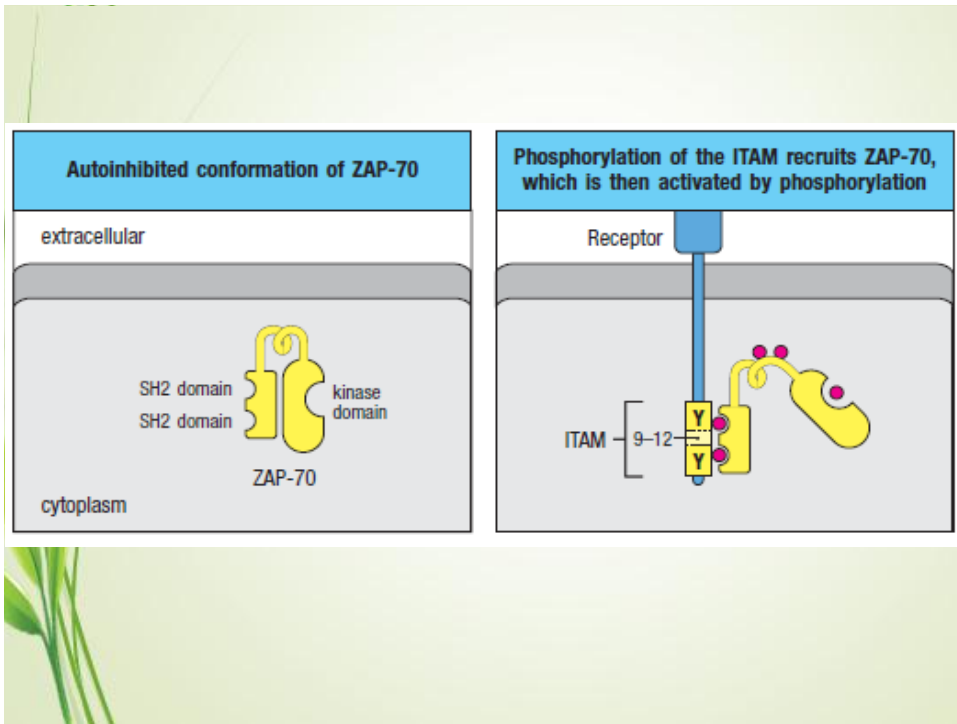 Autoinhibited conformation of ZAP-70
extracellular
SH2 domain
SH2 domain
kinase
domain
ZAP-70
cytoplasm
Phosphorylation of the ITAM recruits ZAP-70,
which is then activated by phosphorylation
Receptor
Y
ITAM
9–12
Y